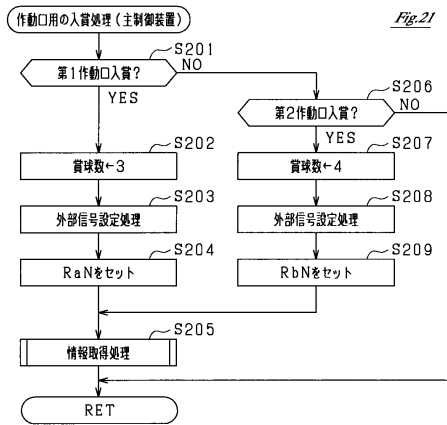 作動口用の入賞処理(主制御装置)
Fig.21
S201
第1作動口入賞?
NO
YES
S206
第2作動口入賞?
NO
YES
S202
賞球数←3
S207
賞球数←4
S203
外部信号設定処理
S208
外部信号設定処理
S204
RaNをセット
S209
RbNをセット
S205
情報取得処理
RET